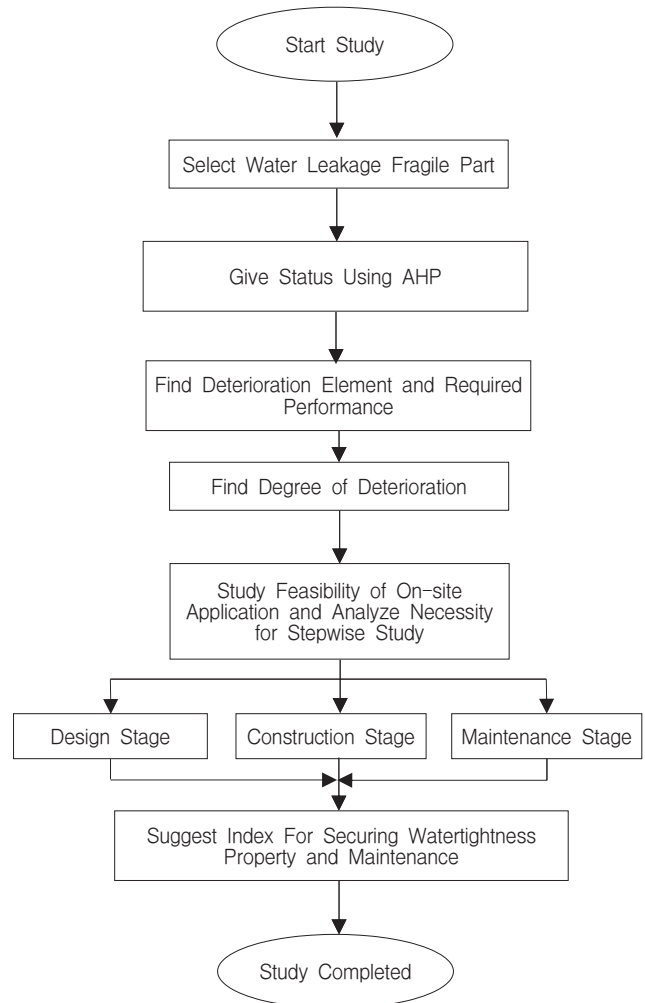 Start Study
Select Water Leakage Fragile Part
Give Status Using AHP
Find Deterioration Element and Required
Performance
Find Degree of Deterioration
Study Feasibility of On-site
Application and Analyze Necessity
for Stepwise Study
Design Stage
Construction Stage
Maintenance Stage
Suggest Index For Securing Watertightness
Property and Maintenance
Study Completed